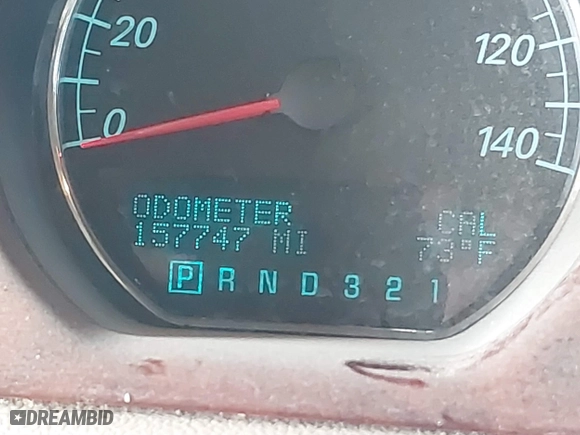 20
120
0
140
ODOMETER CAL
157747 MI 73°F
P R N D 3 2 1
DREAMBID